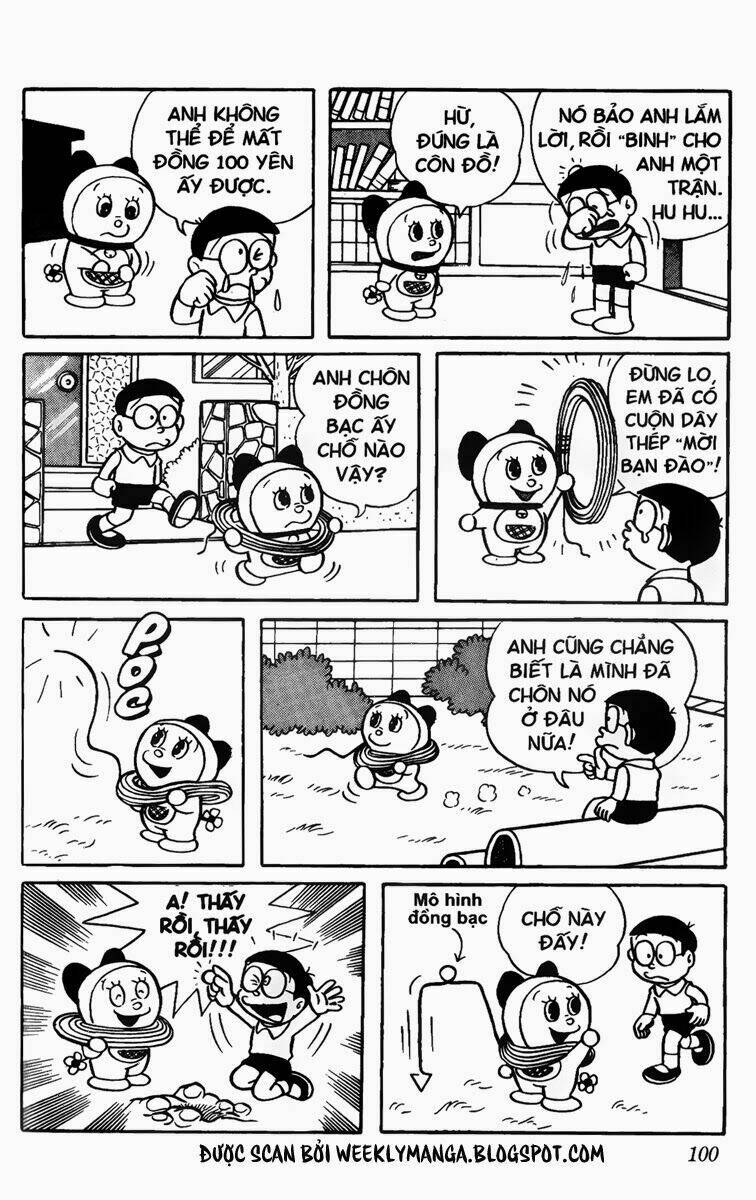 NÓ BẢO ANH LẮM
LỜI, RỒI "BINH" CHO
ANH MỘT
TRẬN.
HU HU...
HỪ,
ĐÚNG LÀ
CÔN ĐỒ!
ANH KHÔNG
THỂ ĐỂ MẤT
ĐỒNG 100 YÊN
ẤY ĐƯỢC.
ĐỪNG LO,
EM ĐÃ CÓ
CUỘN DÂY
THÉP "MỜI
BẠN ĐÀO"!
ANH CHÔN
ĐỒNG
BẠC ẤY
CHỖ NÀO
VẬY?
ANH CŨNG CHẲNG
BIẾT LÀ MÌNH ĐÃ
CHÔN NÓ
Ở ĐÂU
NỮA!
PÓC
CHỖ NÀY
ĐẤY!
Mô hình
đồng bạc
A! THẤY
RỒI, THẤY
RỒI!!!
ĐƯỢC SCAN BỞI WEEKLYMANGA.BLOGSPOT.COM
100